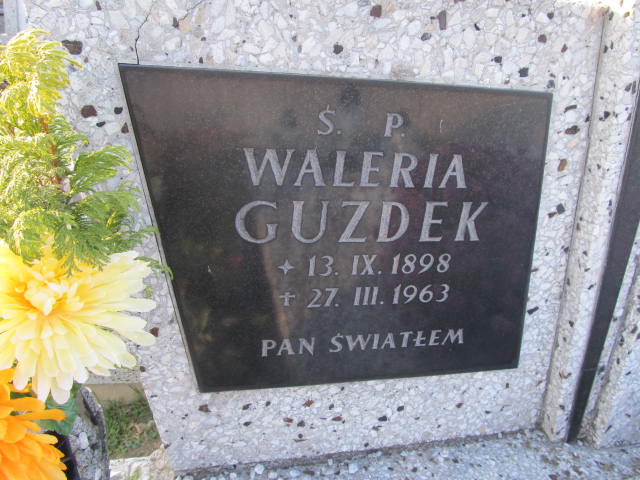 Ś. P.
WALERIA
GUZDEK
✦ 13. IX. 1898
✝ 27. III. 1963
PAN ŚWIATŁEM